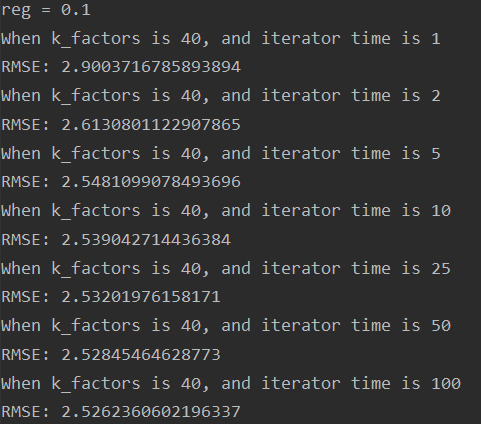 reg = 0.1
When k_factors is 40, and iterator time is 1
RMSE: 2.9003716785893894
When k_factors is 40, and iterator time is 2
RMSE: 2.6130801122907865
When k_factors is 40, and iterator time is 5
RMSE: 2.5481099078493696
When k_factors is 40, and iterator time is 10
RMSE: 2.539042714436384
When k_factors is 40, and iterator time is 25
RMSE: 2.53201976158171
When k_factors is 40, and iterator time is 50
RMSE: 2.52845464628773
When k_factors is 40, and iterator time is 100
RMSE: 2.5262360602196337